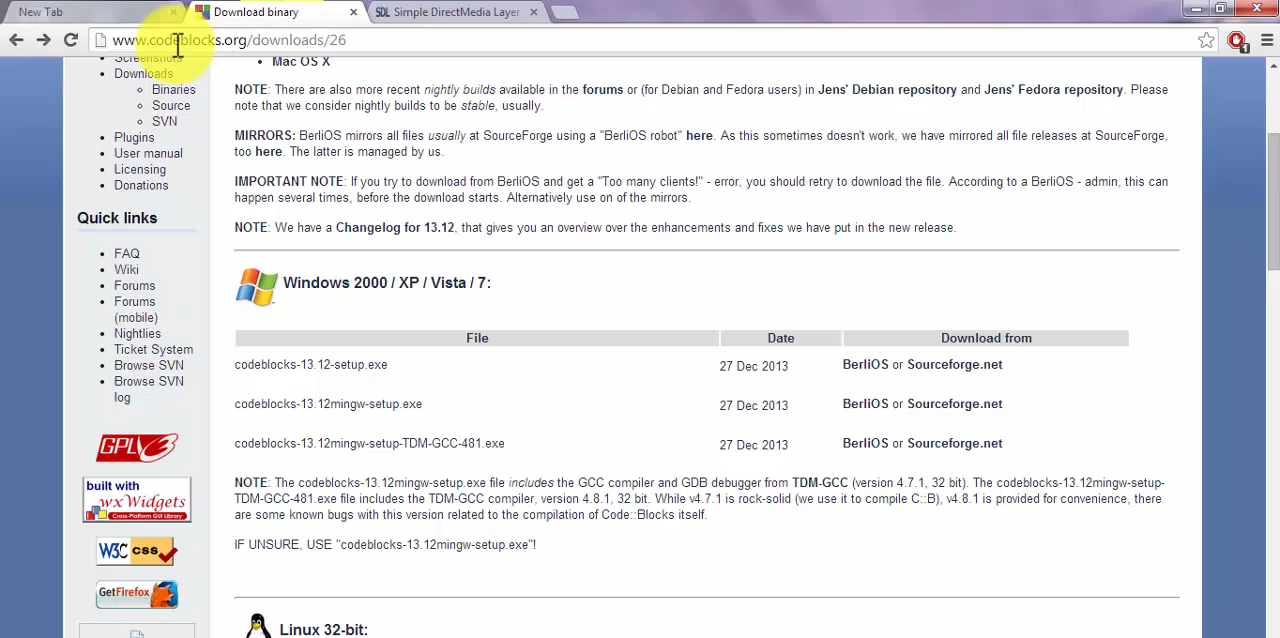 New Tab
Download binary
SDL Simple DirectMedia Layer
www.codeblocks.org/downloads/26
1
Screenshots
Downloads
Binaries
Source
SVN
Plugins
User manual
Licensing
Donations
Quick links
FAQ
Wiki
Forums
Forums
(mobile)
Nightlies
Ticket System
Browse SVN
Browse SVN
log
GPLv3
built with
wxWidgets
Cross-Platform GUI Library
W3C css
GetFirefox
Mac OS X
NOTE: There are also more recent nightly builds available in the forums or (for Debian and Fedora users) in Jens' Debian repository and Jens' Fedora repository. Please
note that we consider nightly builds to be stable, usually.
MIRRORS: BerliOS mirrors all files usually at SourceForge using a "BerliOS robot" here. As this sometimes doesn't work, we have mirrored all file releases at SourceForge,
too here. The latter is managed by us.
IMPORTANT NOTE: If you try to download from BerliOS and get a "Too many clients!" - error, you should retry to download the file. According to a BerliOS - admin, this can
happen several times, before the download starts. Alternatively use on of the mirrors.
NOTE: We have a Changelog for 13.12, that gives you an overview over the enhancements and fixes we have put in the new release.
Windows 2000 / XP / Vista / 7:
File Date Download from
codeblocks-13.12-setup.exe 27 Dec 2013 BerliOS or Sourceforge.net
codeblocks-13.12mingw-setup.exe 27 Dec 2013 BerliOS or Sourceforge.net
codeblocks-13.12mingw-setup-TDM-GCC-481.exe 27 Dec 2013 BerliOS or Sourceforge.net
NOTE: The codeblocks-13.12mingw-setup.exe file includes the GCC compiler and GDB debugger from TDM-GCC (version 4.7.1, 32 bit). The codeblocks-13.12mingw-setup-
TDM-GCC-481.exe file includes the TDM-GCC compiler, version 4.8.1, 32 bit. While v4.7.1 is rock-solid (we use it to compile C::B), v4.8.1 is provided for convenience, there
are some known bugs with this version related to the compilation of Code::Blocks itself.
IF UNSURE, USE "codeblocks-13.12mingw-setup.exe"!
Linux 32-bit: